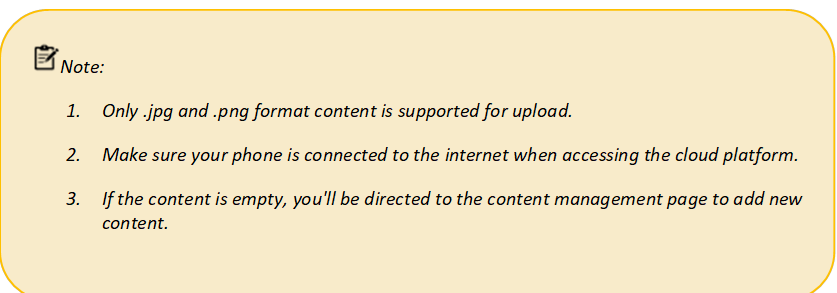 Note:
1. Only .jpg and .png format content is supported for upload.
2. Make sure your phone is connected to the internet when accessing the cloud platform.
3. If the content is empty, you'll be directed to the content management page to add new
content.